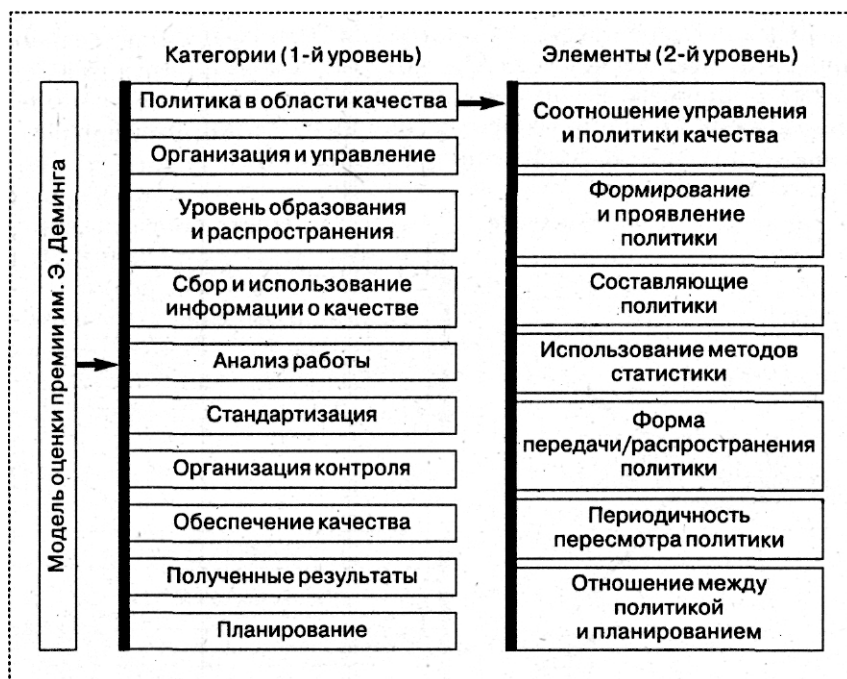 Категории (1-й уровень)
Элементы (2-й уровень)
Модель оценки премии им. Э. Деминга
Политика в области качества
Организация и управление
Уровень образования
и распространения
Сбор и использование
информации о качестве
Анализ работы
Стандартизация
Организация контроля
Обеспечение качества
Полученные результаты
Планирование
Соотношение управления
и политики качества
Формирование
и проявление
политики
Составляющие
политики
Использование методов
статистики
Форма
передачи/распространения
политики
Периодичность
пересмотра политики
Отношение между
политикой
и планированием